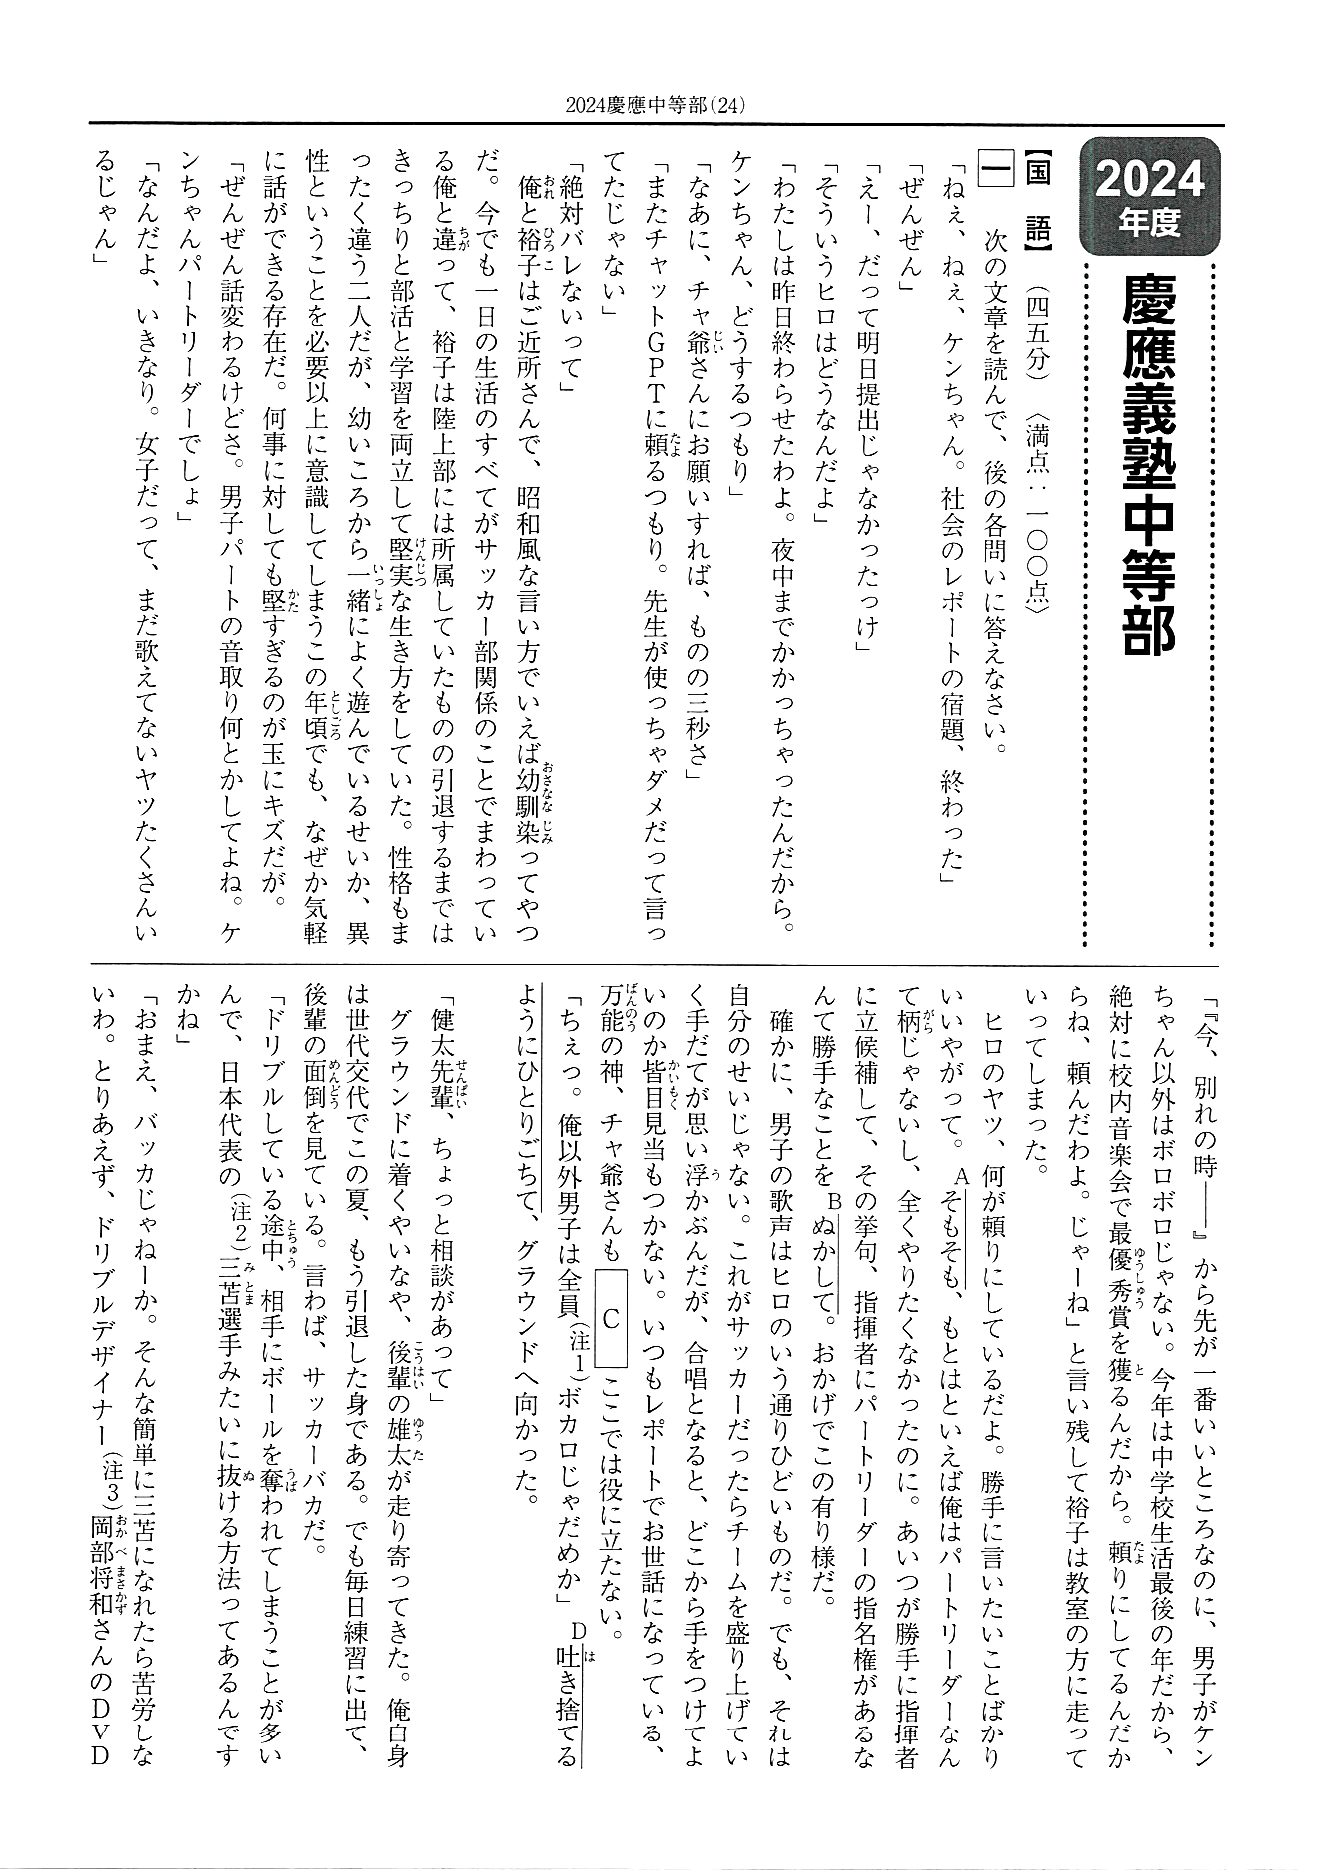 2024慶應中等部(24)
2024
年度
慶應義塾中等部
【国　語】（四五分）〈満点：一〇〇点〉
一　次の文章を読んで、後の各問いに答えなさい。
「ねぇ、ねぇ、ケンちゃん。社会のレポートの宿題、終わった」
「ぜんぜん」
「えー、だって明日提出じゃなかったっけ」
「そういうヒロはどうなんだよ」
「わたしは昨日終わらせたわよ。夜中までかかっちゃったんだから。
ケンちゃん、どうするつもり」
「なあに、チャ爺さんにお願いすれば、ものの三秒さ」
「またチャットＧＰＴに頼るつもり。先生が使っちゃダメだって言っ
てたじゃない」
「絶対バレないって」
俺と裕子はご近所さんで、昭和風な言い方でいえば幼馴染ってやつ
だ。今でも一日の生活のすべてがサッカー部関係のことでまわってい
る俺と違って、裕子は陸上部には所属していたものの引退するまでは
きっちりと部活と学習を両立して堅実な生き方をしていた。性格もま
ったく違う二人だが、幼いころから一緒によく遊んでいるせいか、異
性ということを必要以上に意識してしまうこの年頃でも、なぜか気軽
に話ができる存在だ。何事に対しても堅すぎるのが玉にキズだが。
「ぜんぜん話変わるけどさ。男子パートの音取り何とかしてよね。ケ
ンちゃんパートリーダーでしょ」
「なんだよ、いきなり。女子だって、まだ歌えてないヤツたくさんい
るじゃん」
「『今、別れの時――』から先が一番いいところなのに、男子がケン
ちゃん以外はボロボロじゃない。今年は中学校生活最後の年だから、
絶対に校内音楽会で最優秀賞を獲るんだから。頼りにしてるんだか
らね、頼んだわよ。じゃーね」と言い残して裕子は教室の方に走って
いってしまった。
ヒロのヤツ、何が頼りにしているだよ。勝手に言いたいことばかり
いいやがって。Ａそもそも、もとはといえば俺はパートリーダーなん
て柄じゃないし、全くやりたくなかったのに。あいつが勝手に指揮者
に立候補して、その挙句、指揮者にパートリーダーの指名権があるな
んて勝手なことをＢぬかして。おかげでこの有り様だ。
確かに、男子の歌声はヒロのいう通りひどいものだ。でも、それは
自分のせいじゃない。これがサッカーだったらチームを盛り上げてい
く手だてが思い浮かぶんだが、合唱となると、どこから手をつけてよ
いのか皆目見当もつかない。いつもレポートでお世話になっている、
万能の神、チャ爺さんも　Ｃ　ここでは役に立たない。
「ちぇっ。俺以外男子は全員（注１）ボカロじゃだめか」Ｄ吐き捨てる
ようにひとりごちて、グラウンドへ向かった。
「健太先輩、ちょっと相談があって」
グラウンドに着くやいなや、後輩の雄太が走り寄ってきた。俺自身
は世代交代でこの夏、もう引退した身である。でも毎日練習に出て、
後輩の面倒を見ている。言わば、サッカーバカだ。
「ドリブルしている途中、相手にボールを奪われてしまうことが多い
んで、日本代表の（注２）三苫選手みたいに抜ける方法ってあるんです
かね」
「おまえ、バッカじゃねーか。そんな簡単に三苫になれたら苦労しな
いわ。とりあえず、ドリブルデザイナー（注３）岡部将和さんのＤＶＤ